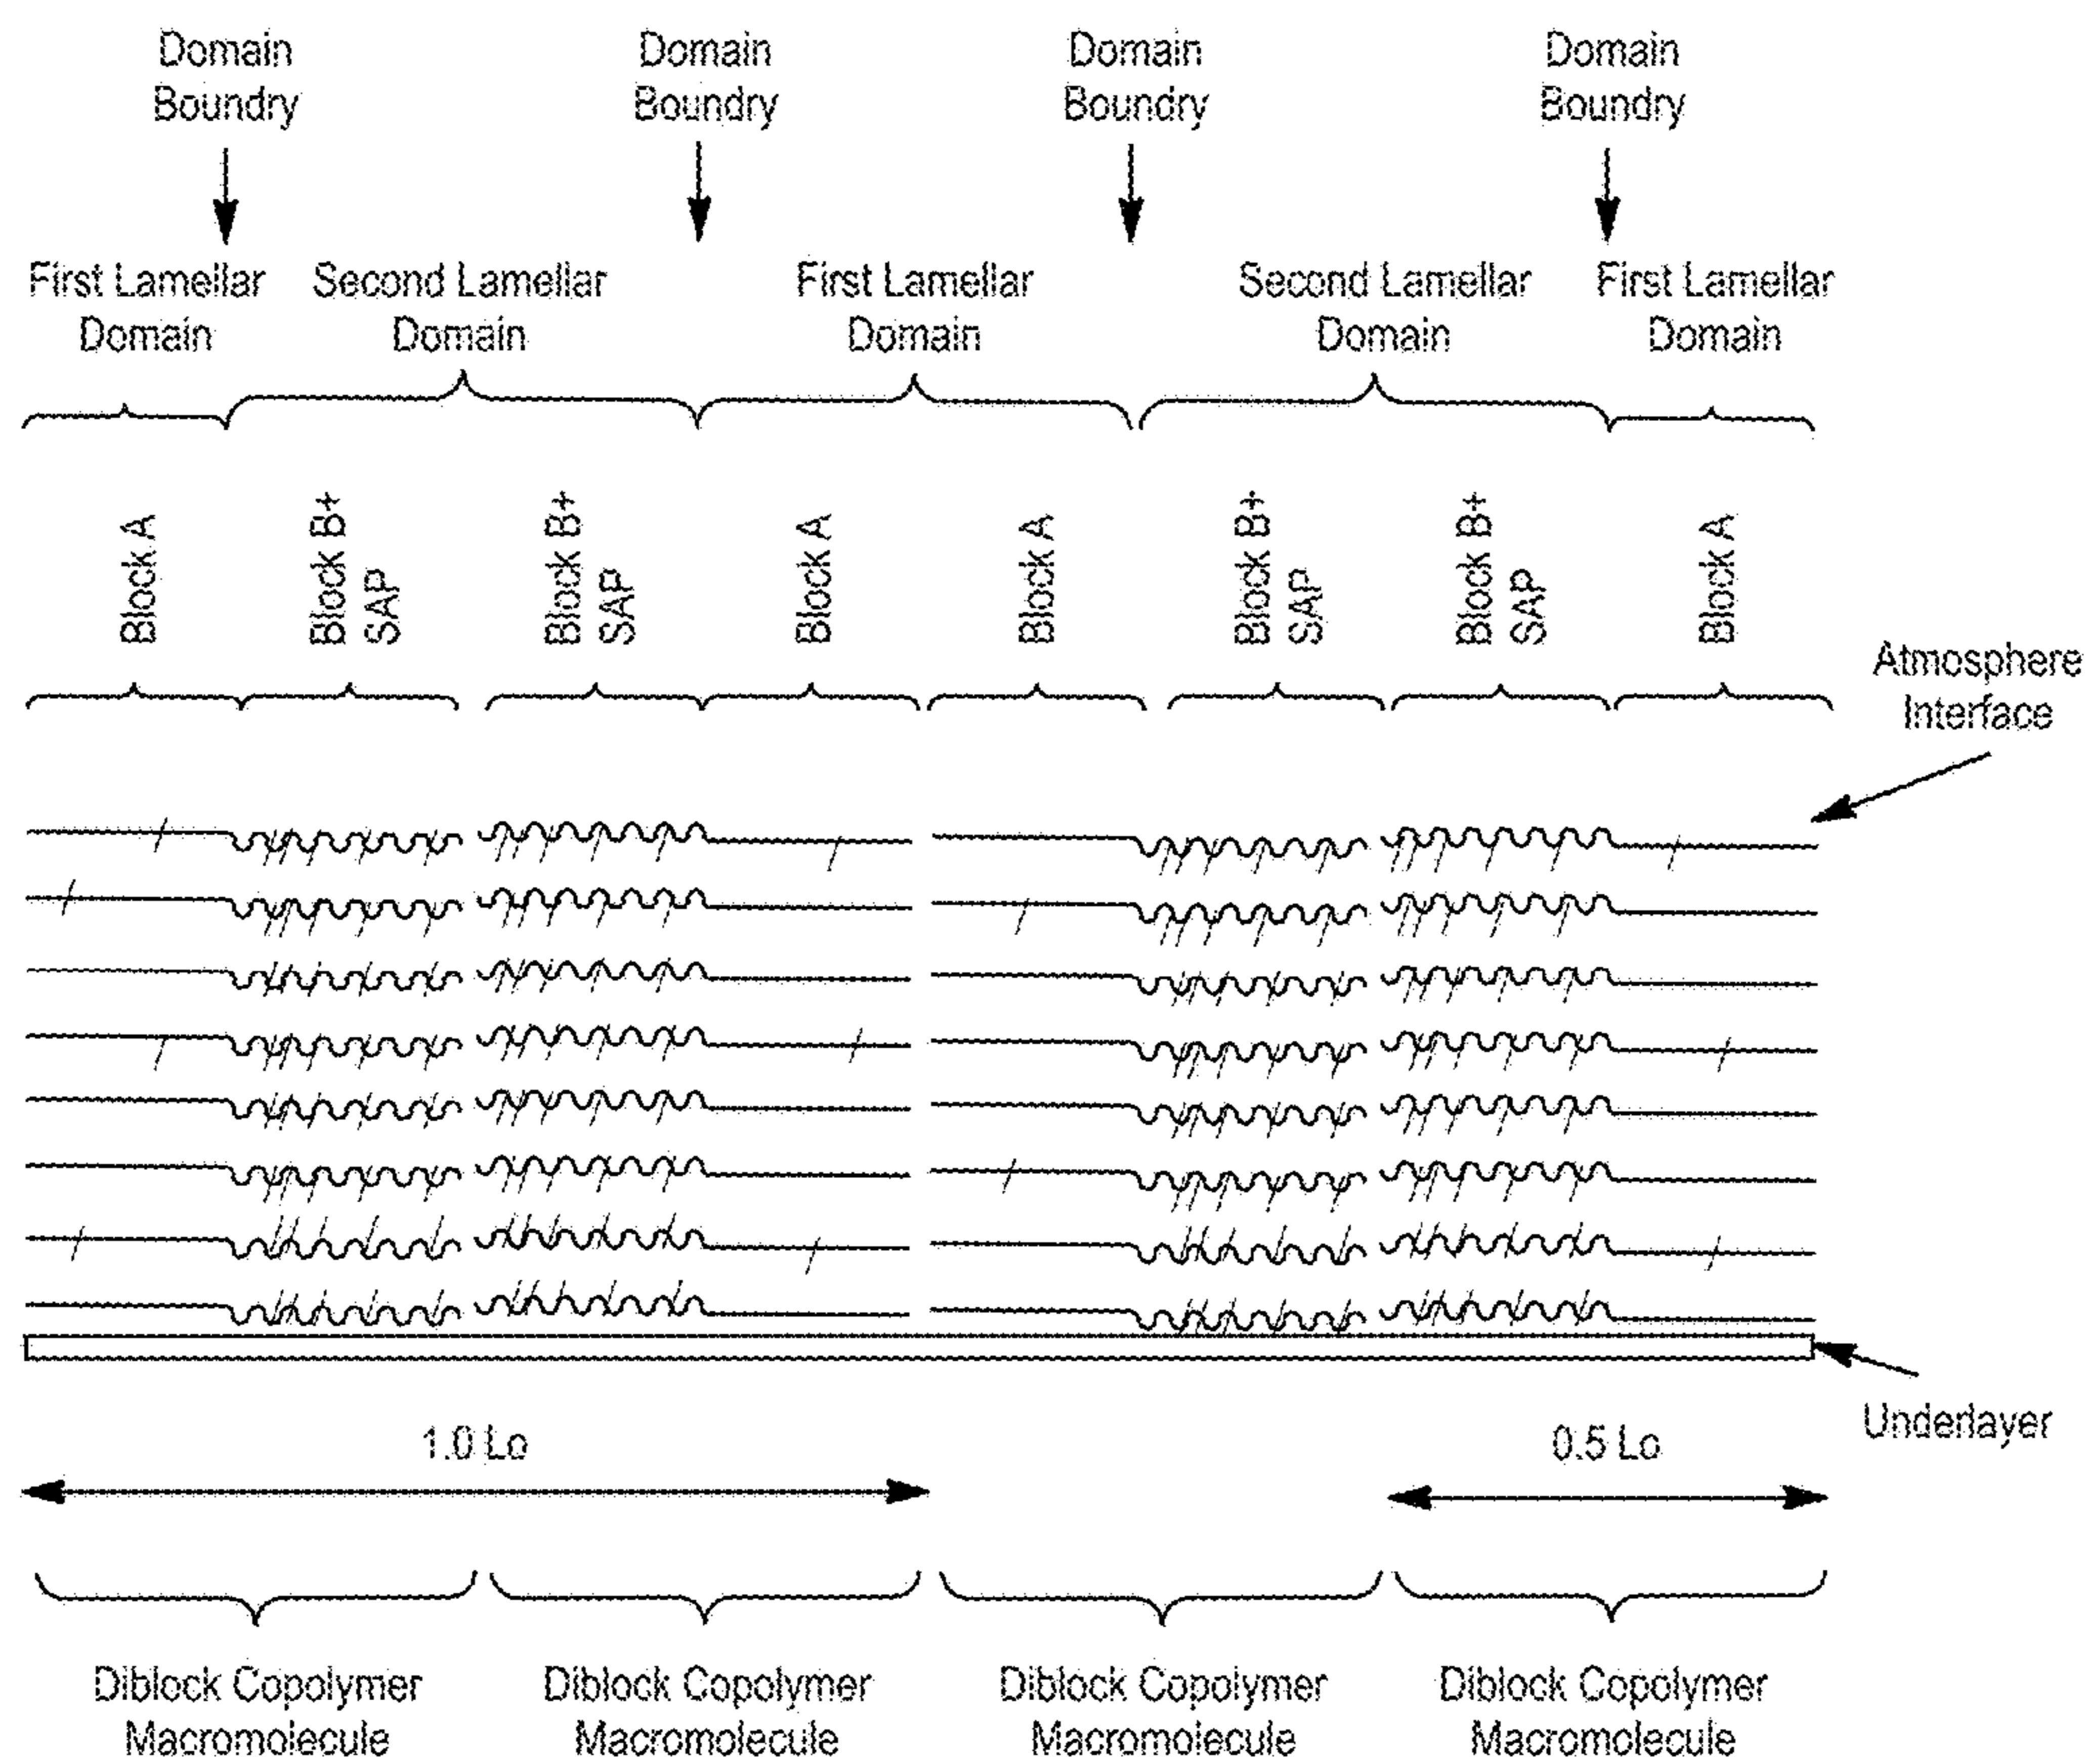 Domain
Boundry
Domain
Boundry
Domain
Boundry
Domain
Boundry
First Lamellar
Domain
Second Lamellar
Domain
First Lamellar
Domain
Second Lamellar
Domain
First Lamellar
Domain
Block A
Block B+
SAP
Block B+
SAP
Block A
Block A
Block B+
SAP
Block B+
SAP
Block A
Atmosphere
Interface
Underlayer
1.0 Lo
0.5 Lo
Diblock Copolymer
Macromolecule
Diblock Copolymer
Macromolecule
Diblock Copolymer
Macromolecule
Diblock Copolymer
Macromolecule